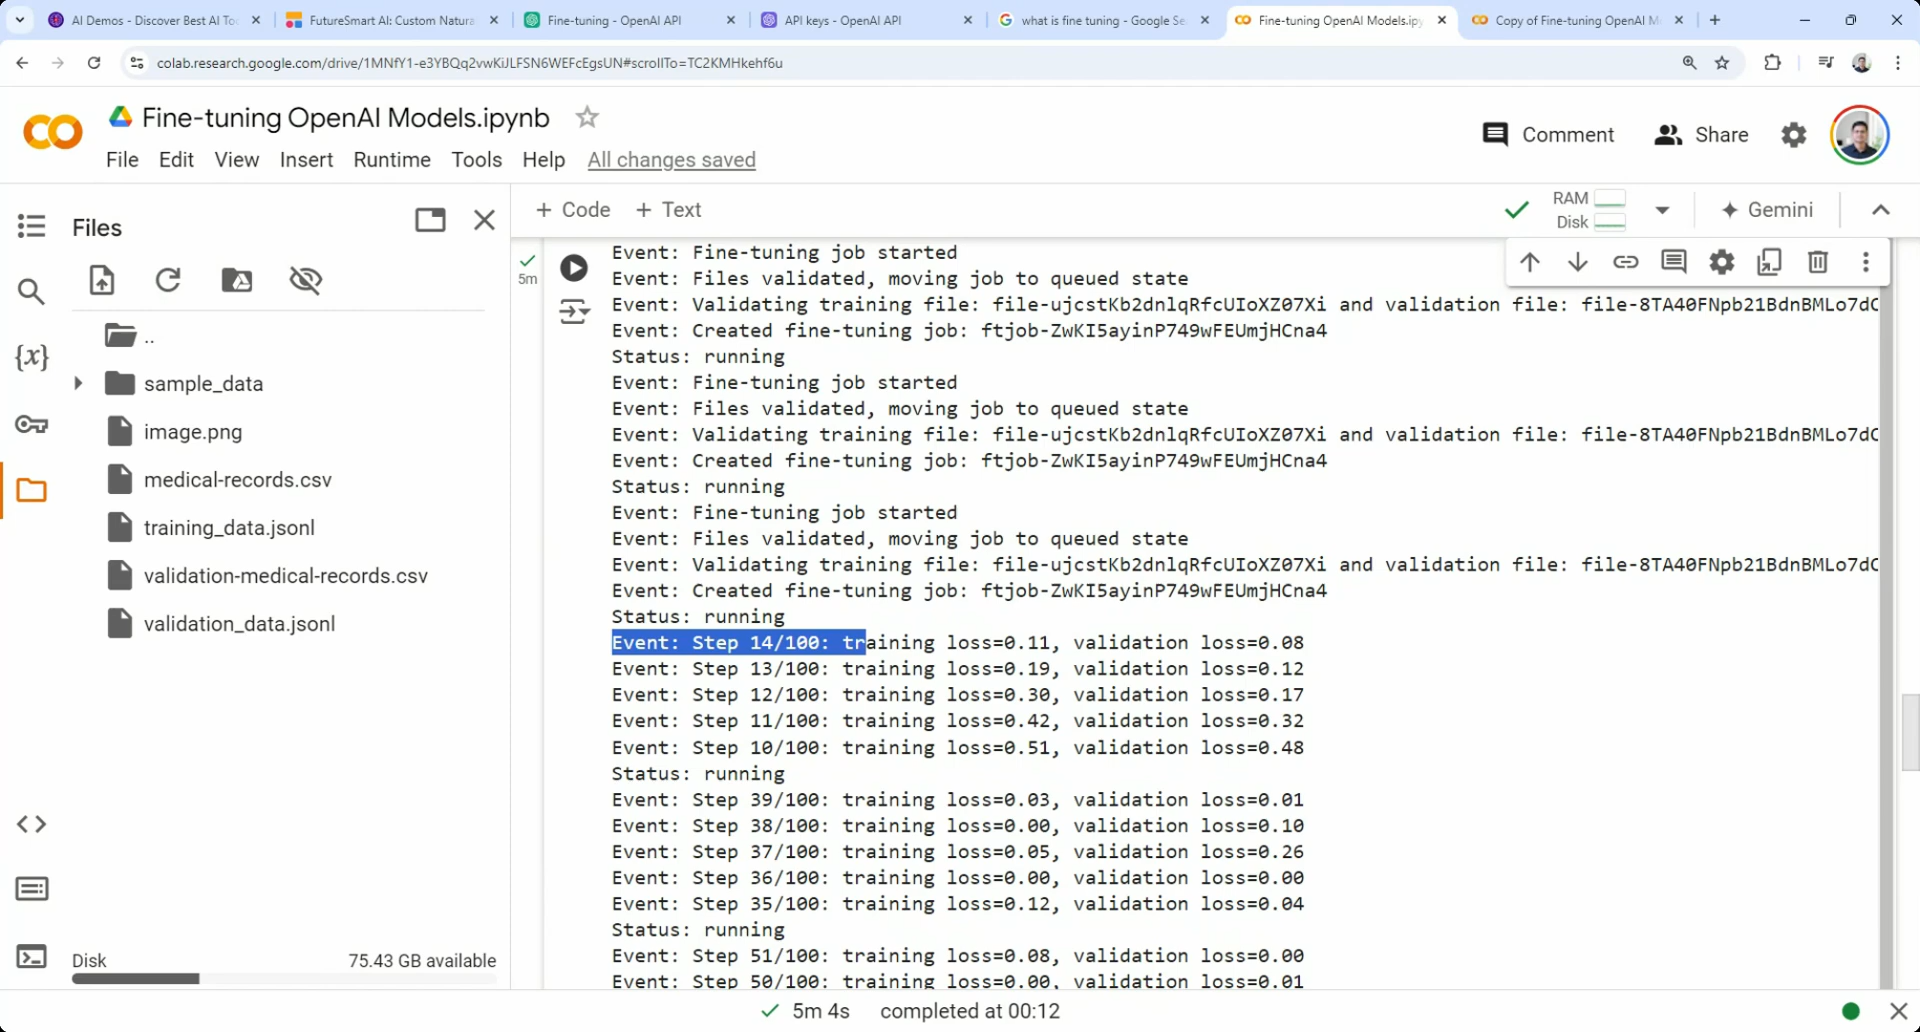 AI Demos - Discover Best AI To
FutureSmart AI: Custom Natura
Fine-tuning - OpenAI API
API keys - OpenAI API
what is fine tuning - Google Se
Fine-tuning OpenAI Models.ipy
Copy of Fine-tuning OpenAI M
colab.research.google.com/drive/1MNfY1-e3YBQq2vwKiJLFSN6WEFcEgsUN#scrollTo=TC2KMHkehf6u
Fine-tuning OpenAI Models.ipynb
Comment
Share
File Edit View Insert Runtime Tools Help All changes saved
Files
+ Code + Text
RAM
Disk
Gemini
..
sample_data
image.png
medical-records.csv
training_data.jsonl
validation-medical-records.csv
validation_data.jsonl
Disk 75.43 GB available
5m
Event: Fine-tuning job started
Event: Files validated, moving job to queued state
Event: Validating training file: file-ujcstKb2dnlqRfcUIoXZ07Xi and validation file: file-8TA40FNpb21BdnBMLo7dC
Event: Created fine-tuning job: ftjob-ZwKI5ayinP749wFEUmjHCna4
Status: running
Event: Fine-tuning job started
Event: Files validated, moving job to queued state
Event: Validating training file: file-ujcstKb2dnlqRfcUIoXZ07Xi and validation file: file-8TA40FNpb21BdnBMLo7dC
Event: Created fine-tuning job: ftjob-ZwKI5ayinP749wFEUmjHCna4
Status: running
Event: Fine-tuning job started
Event: Files validated, moving job to queued state
Event: Validating training file: file-ujcstKb2dnlqRfcUIoXZ07Xi and validation file: file-8TA40FNpb21BdnBMLo7dC
Event: Created fine-tuning job: ftjob-ZwKI5ayinP749wFEUmjHCna4
Status: running
Event: Step 14/100: training loss=0.11, validation loss=0.08
Event: Step 13/100: training loss=0.19, validation loss=0.12
Event: Step 12/100: training loss=0.30, validation loss=0.17
Event: Step 11/100: training loss=0.42, validation loss=0.32
Event: Step 10/100: training loss=0.51, validation loss=0.48
Status: running
Event: Step 39/100: training loss=0.03, validation loss=0.01
Event: Step 38/100: training loss=0.00, validation loss=0.10
Event: Step 37/100: training loss=0.05, validation loss=0.26
Event: Step 36/100: training loss=0.00, validation loss=0.00
Event: Step 35/100: training loss=0.12, validation loss=0.04
Status: running
Event: Step 51/100: training loss=0.08, validation loss=0.00
Event: Step 50/100: training loss=0.00, validation loss=0.01
5m 4s completed at 00:12